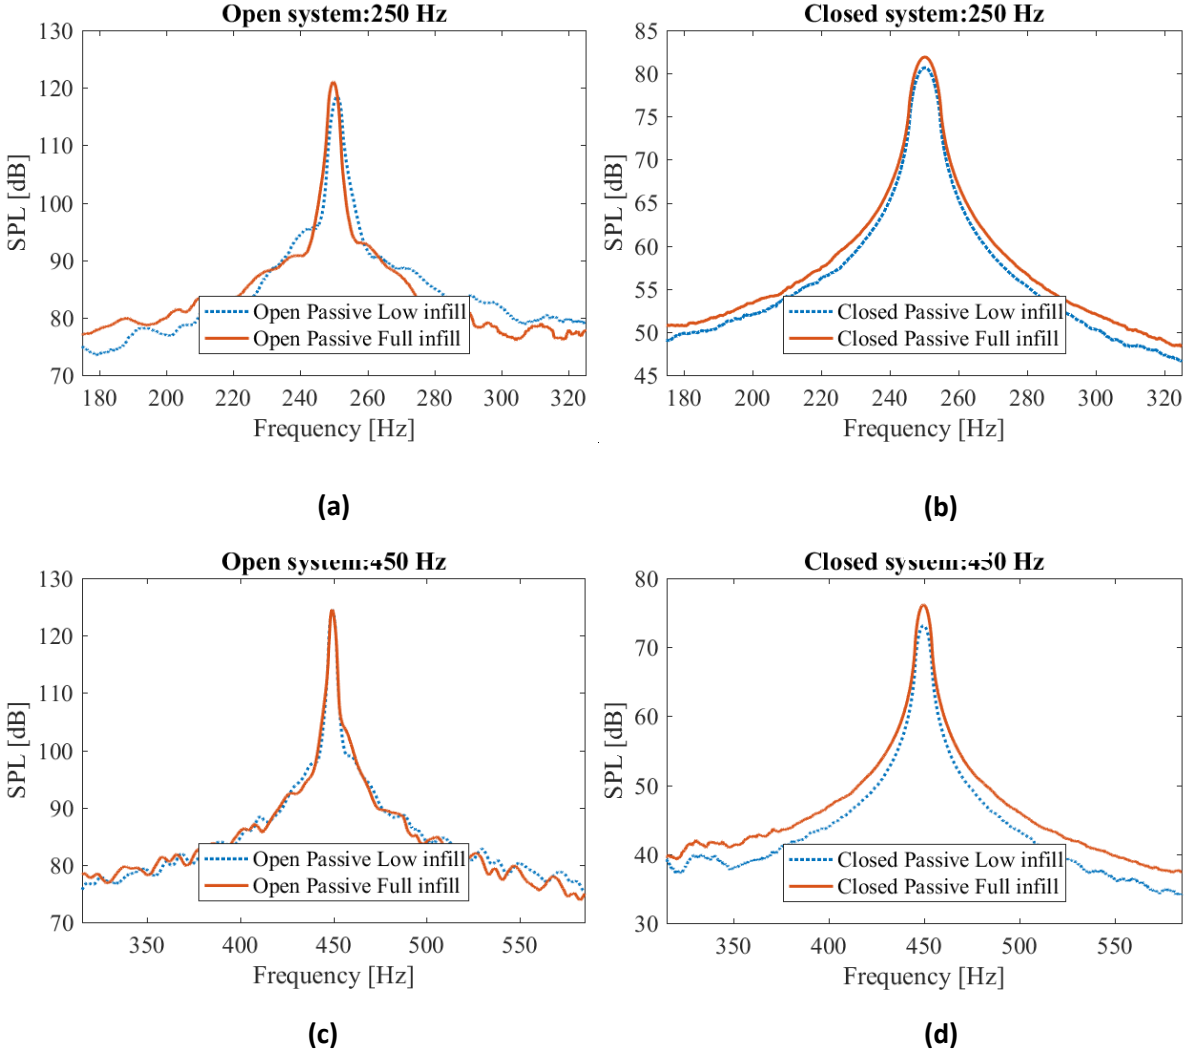 Open system:250 Hz
SPL [dB]
130
120
110
100
90
80
70
Open Passive Low infill
Open Passive Full infill
180 200 220 240 260 280 300 320
Frequency [Hz]
(a)
Closed system:250 Hz
SPL [dB]
85
80
75
70
65
60
55
50
45
Closed Passive Low infill
Closed Passive Full infill
180 200 220 240 260 280 300 320
Frequency [Hz]
(b)
Open system:450 Hz
SPL [dB]
130
120
110
100
90
80
70
Open Passive Low infill
Open Passive Full infill
350 400 450 500 550
Frequency [Hz]
(c)
Closed system:450 Hz
SPL [dB]
80
70
60
50
40
30
Closed Passive Low infill
Closed Passive Full infill
350 400 450 500 550
Frequency [Hz]
(d)